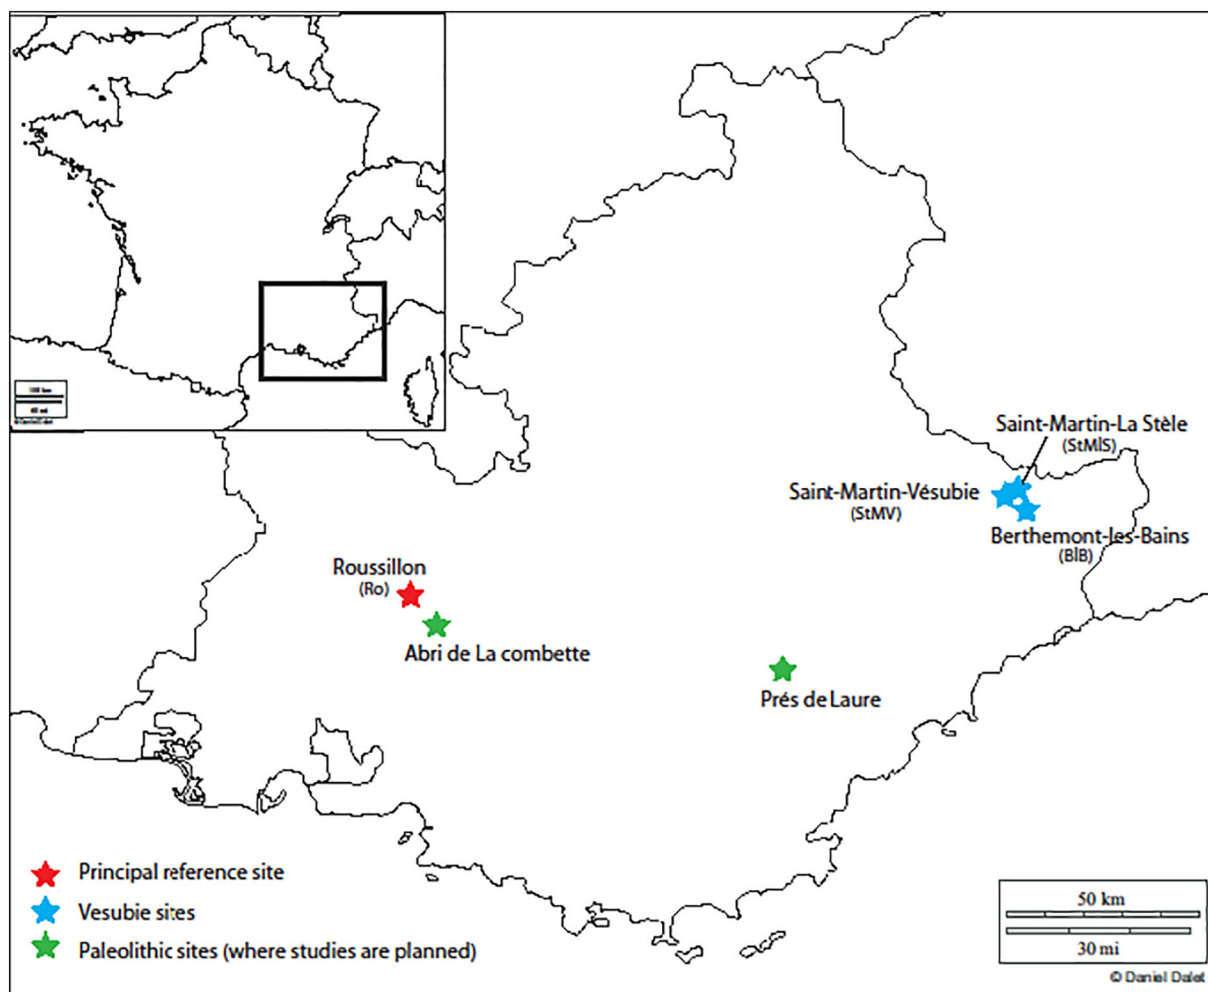 Saint-Martin-La Stèle
(StMlS)
Saint-Martin-Vésubie
(StMV)
Berthemont-les-Bains
(BlB)
Roussillon
(Ro)
Abri de La combette
Prés de Laure
Principal reference site
Vesubie sites
Paleolithic sites (where studies are planned)
50 km
30 mi
© Daniel Dalet